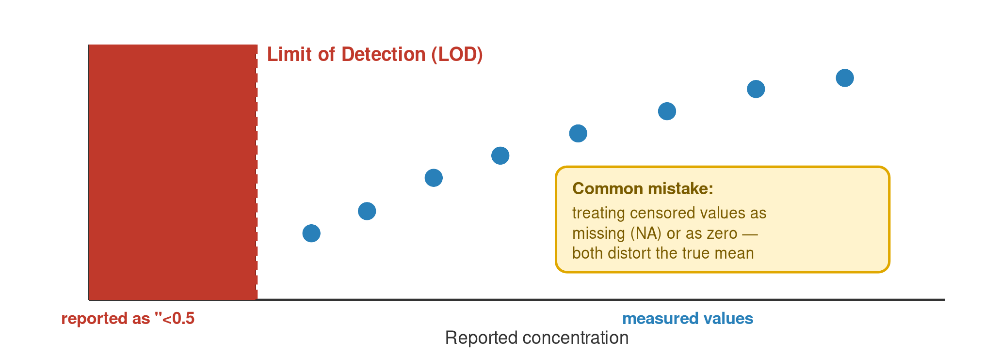 Limit of Detection (LOD)
Common mistake:
treating censored values as
missing (NA) or as zero —
both distort the true mean
reported as "<0.5
measured values
Reported concentration